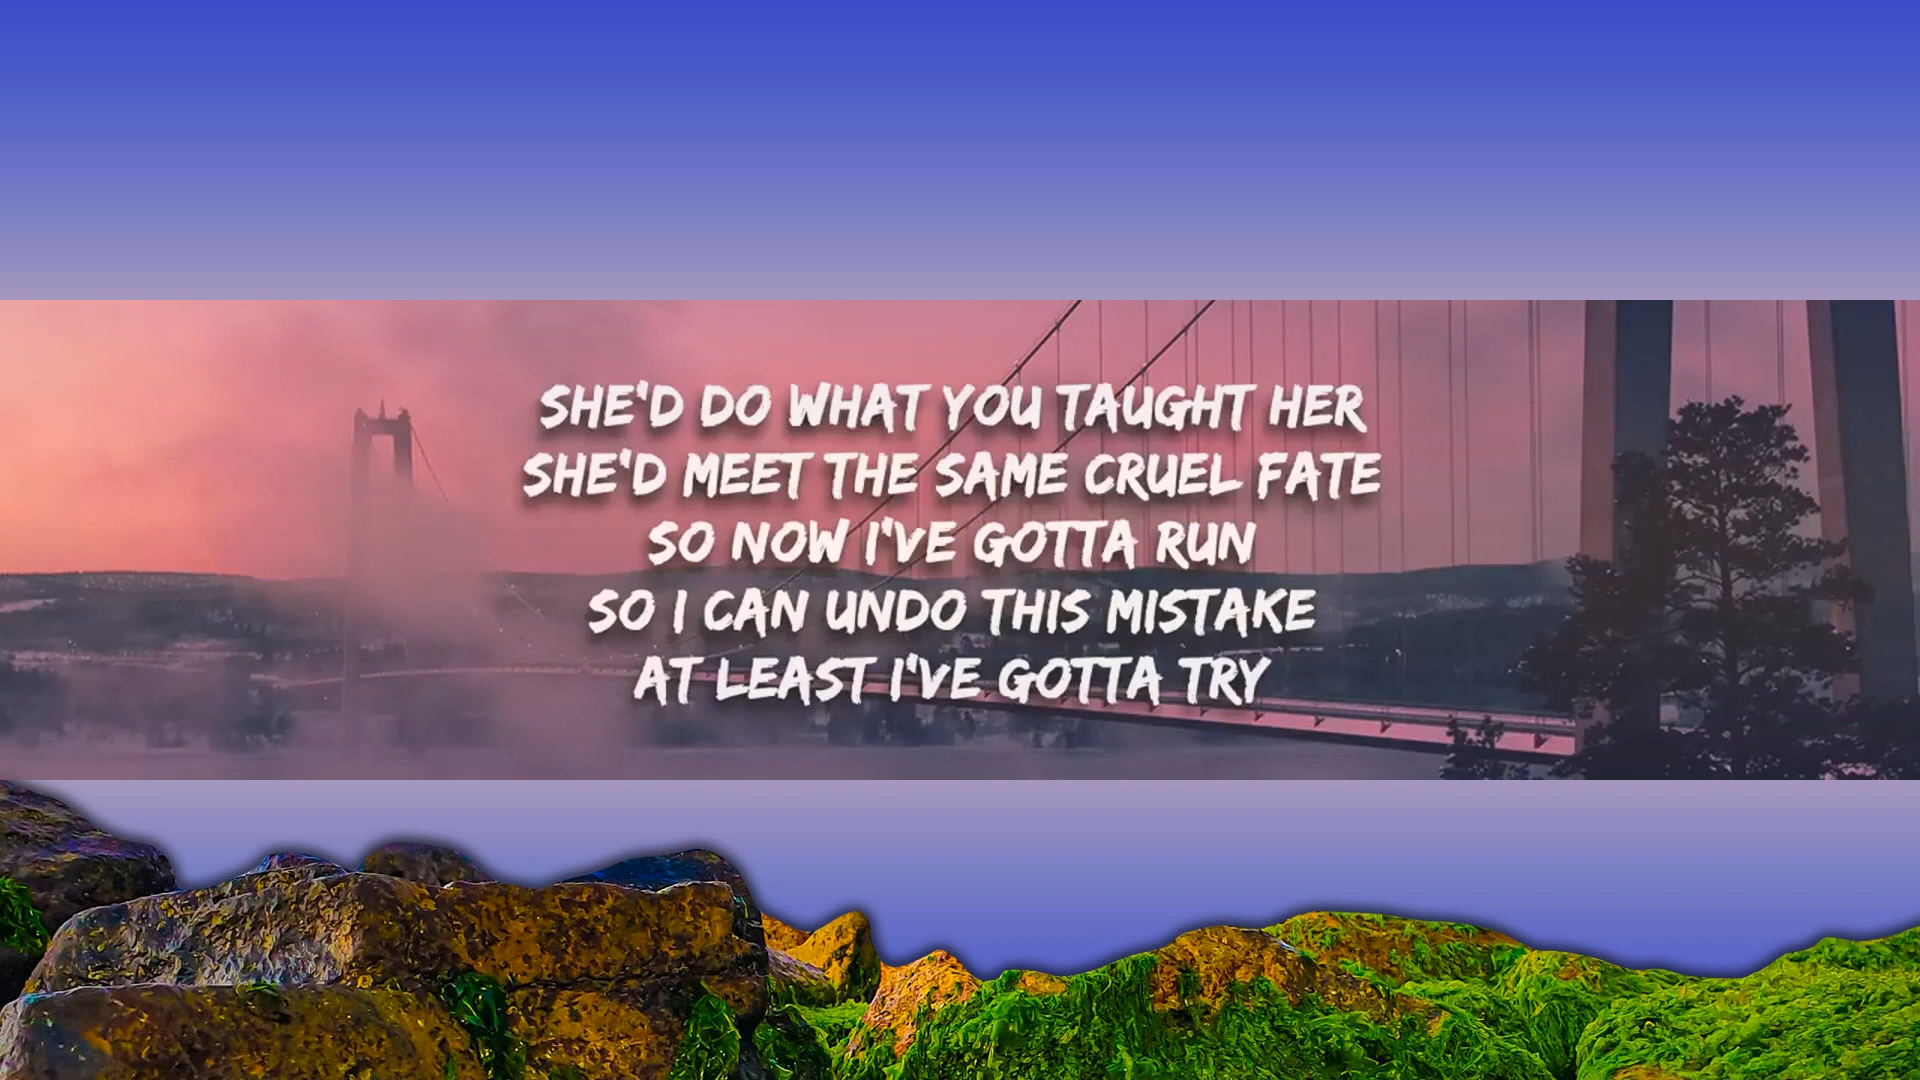 SHE'D DO WHAT YOU TAUGHT HER
SHE'D MEET THE SAME CRUEL FATE
SO NOW I'VE GOTTA RUN
SO I CAN UNDO THIS MISTAKE
AT LEAST I'VE GOTTA TRY